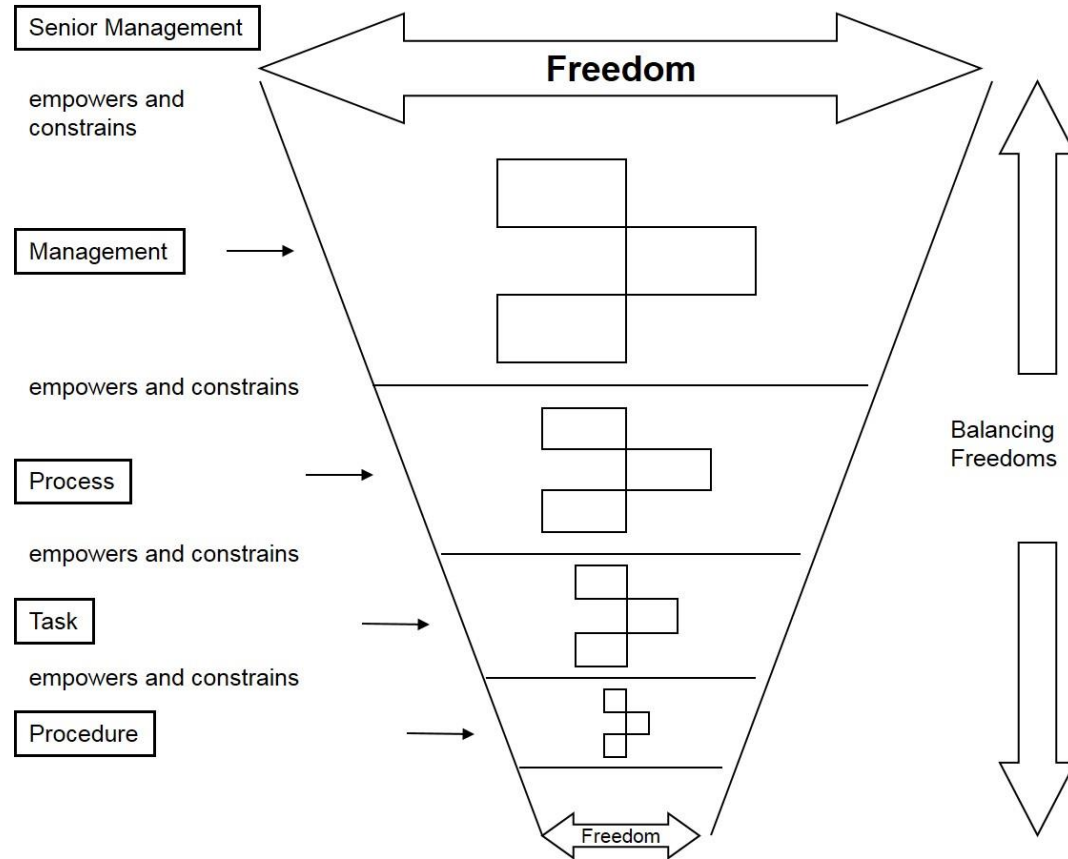 Senior Management
Freedom
empowers and
constrains
Management
empowers and constrains
Balancing
Freedoms
Process
empowers and constrains
Task
empowers and constrains
Procedure
Freedom